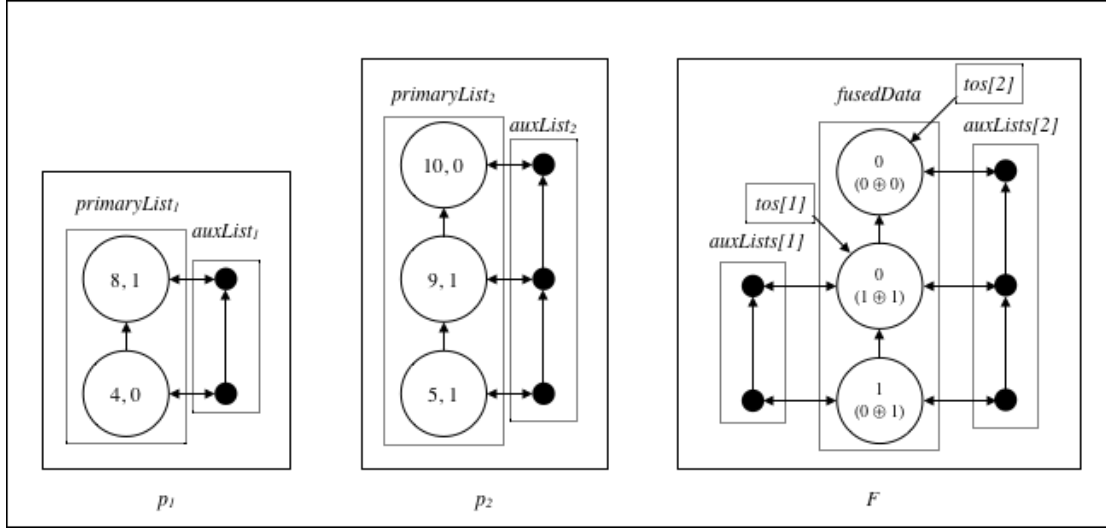 primaryList₁
auxList₁
8, 1
4, 0
p₁
primaryList₂
auxList₂
10, 0
9, 1
5, 1
p₂
tos[2]
fusedData
auxLists[2]
0
(0 ⊕ 0)
tos[1]
auxLists[1]
0
(1 ⊕ 1)
1
(0 ⊕ 1)
F